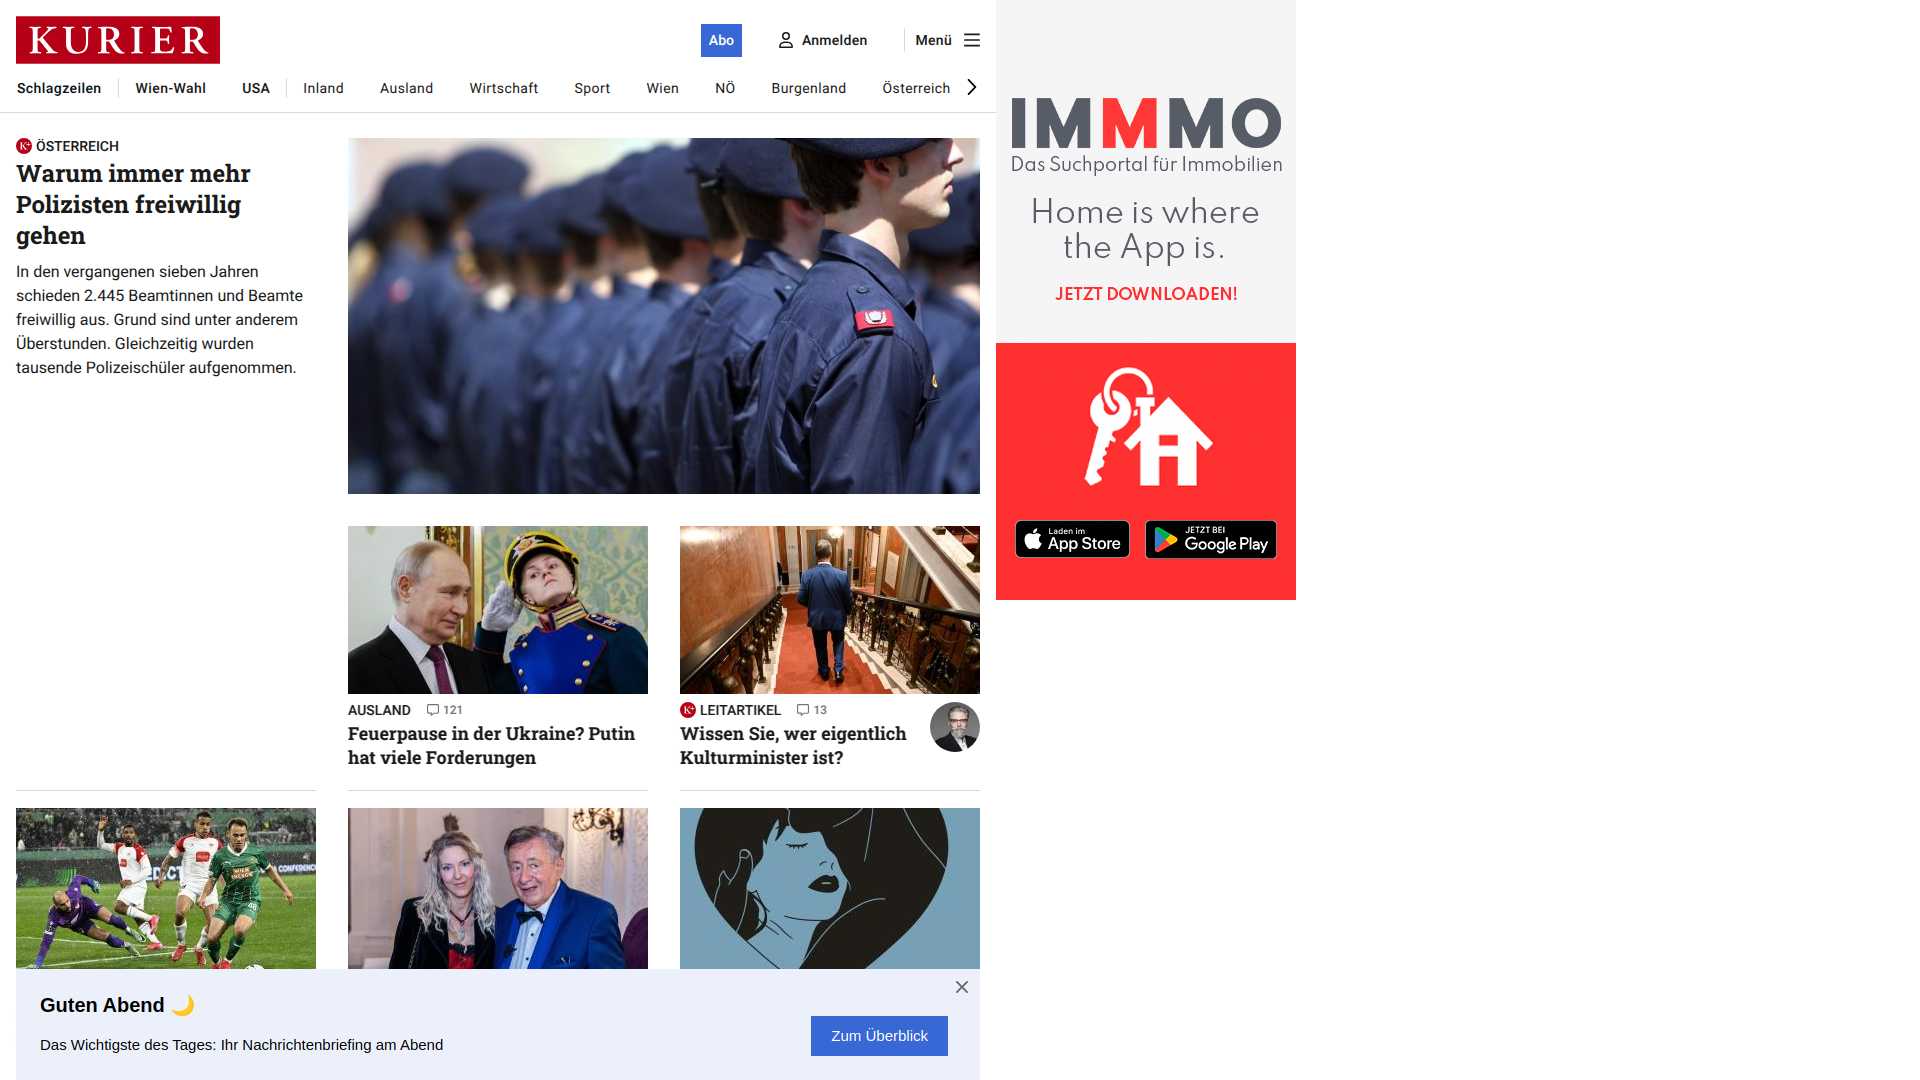 KURIER
Abo
Anmelden
Menü
Schlagzeilen
Wien-Wahl
USA
Inland
Ausland
Wirtschaft
Sport
Wien
NÖ
Burgenland
Österreich
K+ ÖSTERREICH
Warum immer mehr
Polizisten freiwillig
gehen
In den vergangenen sieben Jahren
schieden 2.445 Beamtinnen und Beamte
freiwillig aus. Grund sind unter anderem
Überstunden. Gleichzeitig wurden
tausende Polizeischüler aufgenommen.
AUSLAND 121
Feuerpause in der Ukraine? Putin
hat viele Forderungen
K+ LEITARTIKEL 13
Wissen Sie, wer eigentlich
Kulturminister ist?
Guten Abend 🌙
Das Wichtigste des Tages: Ihr Nachrichtenbriefing am Abend
Zum Überblick
IMMMO
Das Suchportal für Immobilien
Home is where
the App is.
JETZT DOWNLOADEN!
Laden im
App Store
JETZT BEI
Google Play